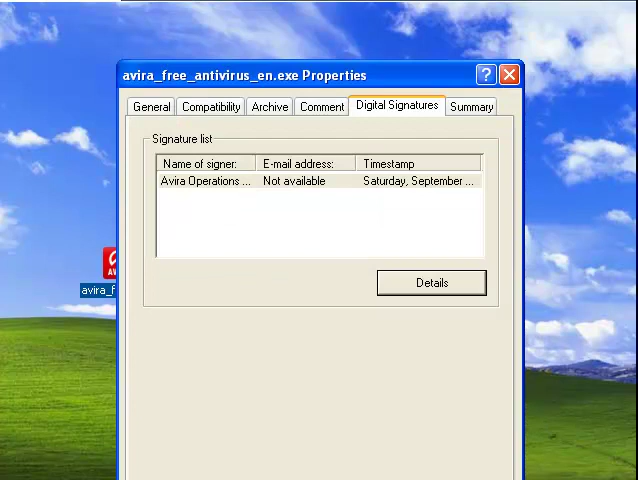 avira_free_antivirus_en.exe Properties
General Compatibility Archive Comment Digital Signatures Summary
Signature list
Name of signer: E-mail address: Timestamp
Avira Operations ... Not available Saturday, September ...
avira_f
Details